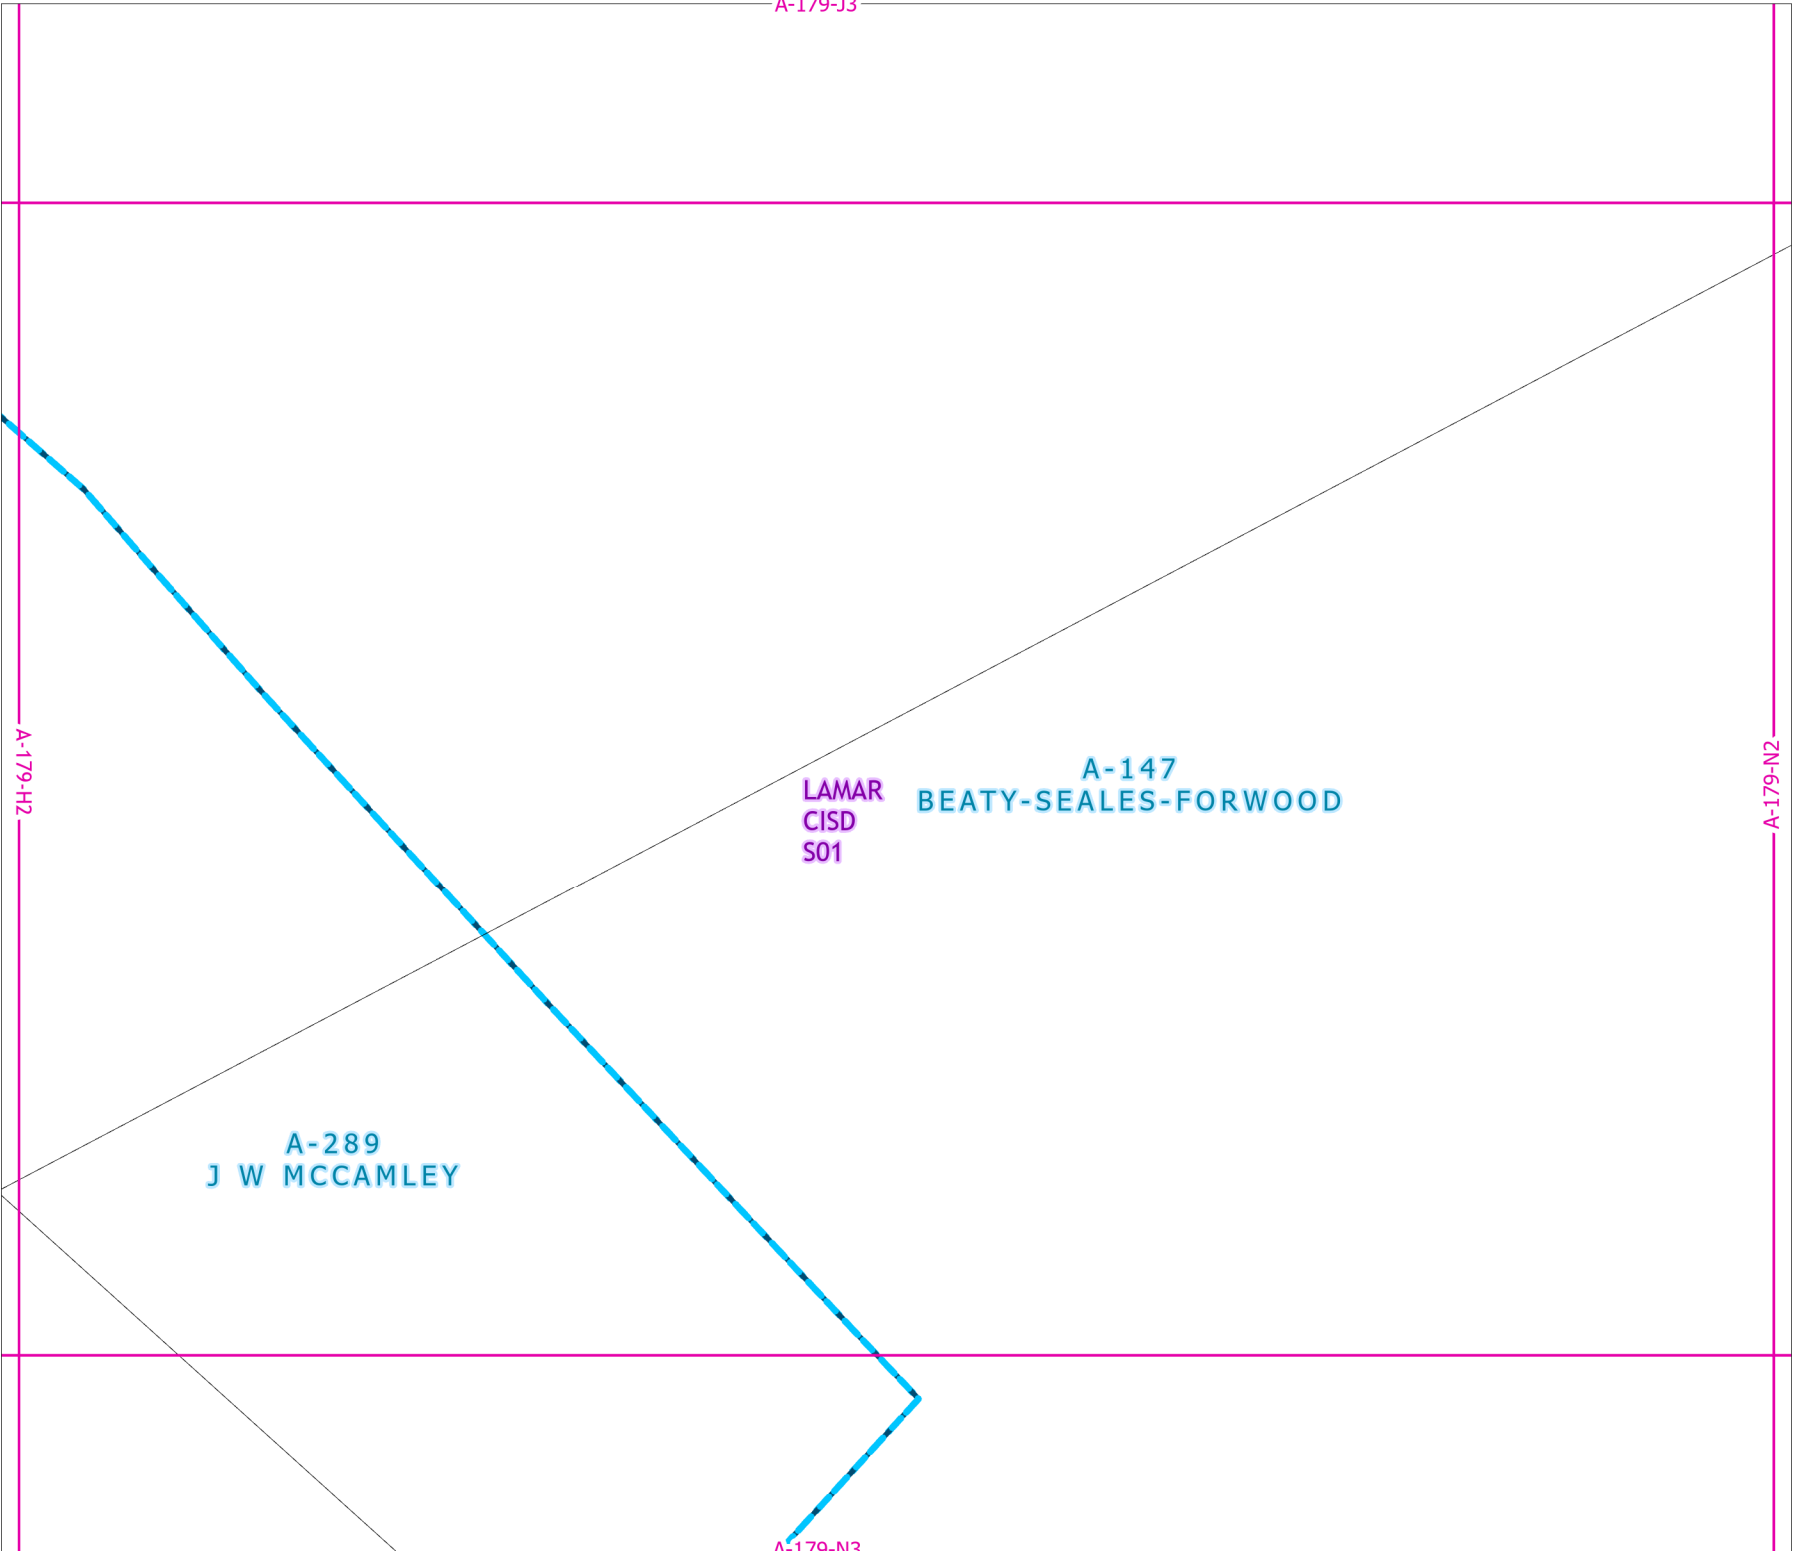 A-179-J3
A-179-H2
LAMAR
CISD
S01
A-147
BEATY-SEALES-FORWOOD
A-179-N2
A-289
J W MCCAMLEY
A-179-N3